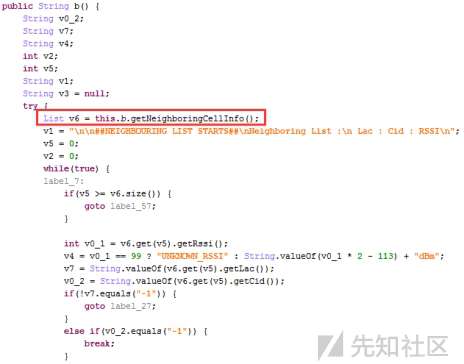 public String b() {
String v0_2;
String v7;
String v4;
int v2;
int v5;
String v1;
String v3 = null;
try {
List v6 = this.b.getNeighboringCellInfo();
v1 = "\n\n##NEIGHBOURING LIST STARTS##\nNeighboring List :\n Lac : Cid : RSSI\n";
v5 = 0;
v2 = 0;
while(true) {
label_7:
if(v5 >= v6.size()) {
goto label_57;
}
int v0_1 = v6.get(v5).getRssi();
v4 = v0_1 == 99 ? "UNKNOWN_RSSI" : String.valueOf(v0_1 * 2 - 113) + "dBm";
v7 = String.valueOf(v6.get(v5).getLac());
v0_2 = String.valueOf(v6.get(v5).getCid());
if(!v7.equals("-1")) {
goto label_27;
}
else if(v0_2.equals("-1")) {
break;
}
先知社区